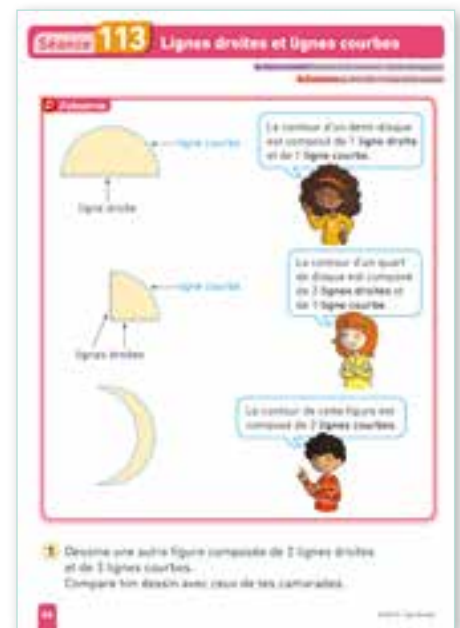 Séance 113 Lignes droites et lignes courbes
Observe
ligne courbe
ligne droite
Le contour d'un demi-disque
est composé de 1 ligne droite
et de 1 ligne courbe.
ligne courbe
lignes droites
Le contour d'un quart
de disque est composé
de 2 lignes droites et
de 1 ligne courbe.
Le contour de cette figure est
composé de 2 lignes courbes.
1 Dessine une autre figure composée de 2 lignes droites
et de 2 lignes courbes.
Compare ton dessin avec ceux de tes camarades.